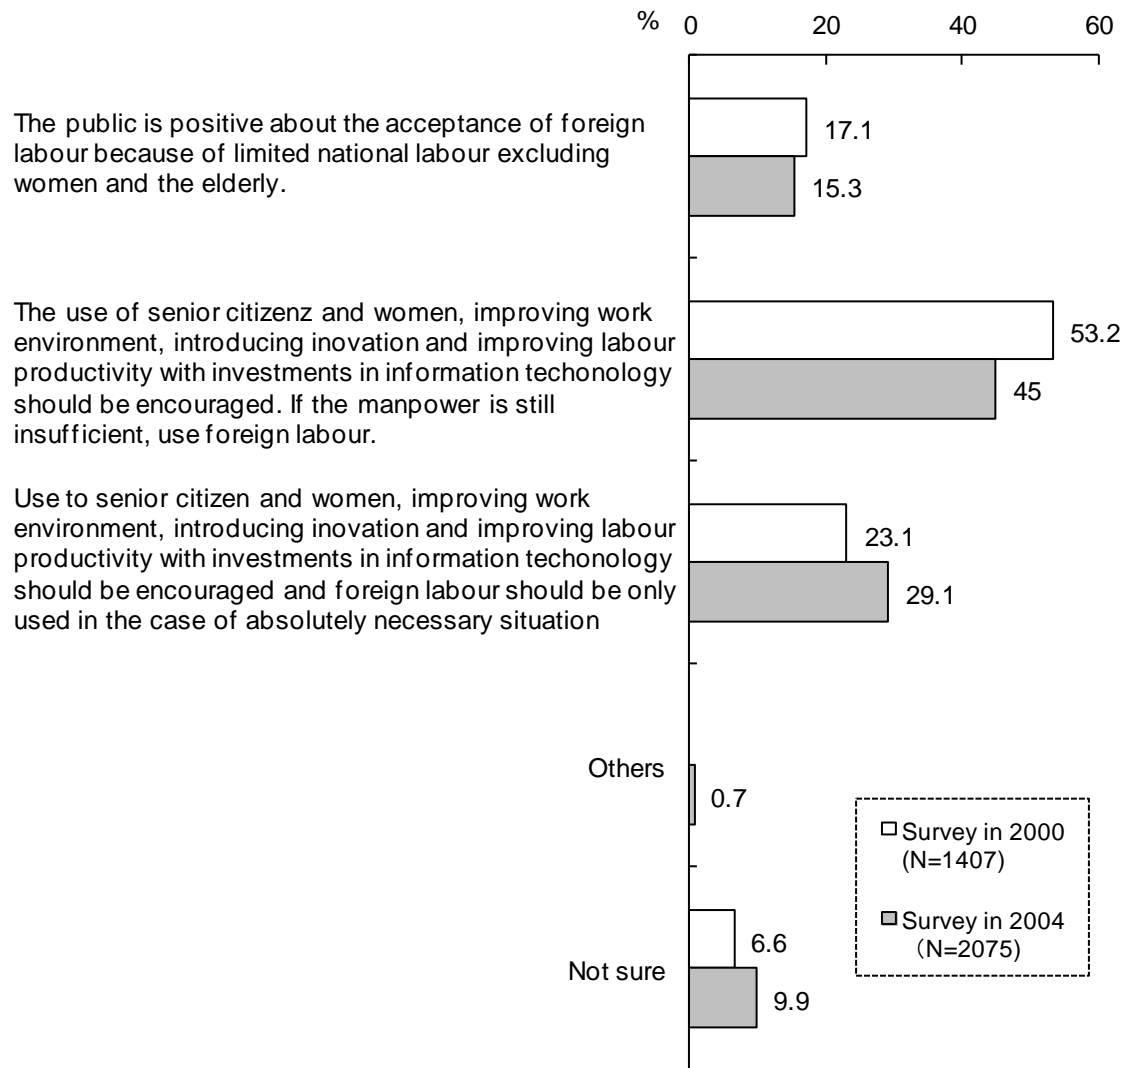 % 0 20 40 60
The public is positive about the acceptance of foreign
labour because of limited national labour excluding
women and the elderly.
17.1
15.3
The use of senior citizenz and women, improving work
environment, introducing inovation and improving labour
productivity with investments in information techonology
should be encouraged. If the manpower is still
insufficient, use foreign labour.
53.2
45
Use to senior citizen and women, improving work
environment, introducing inovation and improving labour
productivity with investments in information techonology
should be encouraged and foreign labour should be only
used in the case of absolutely necessary situation
23.1
29.1
Others
0.7
Not sure
6.6
9.9
Survey in 2000
(N=1407)
Survey in 2004
（N=2075)